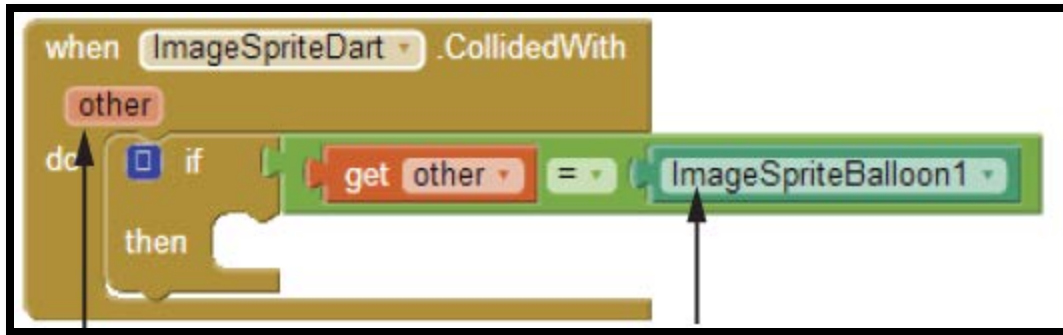 when ImageSpriteDart .CollidedWith
other
do if get other = ImageSpriteBalloon1
then